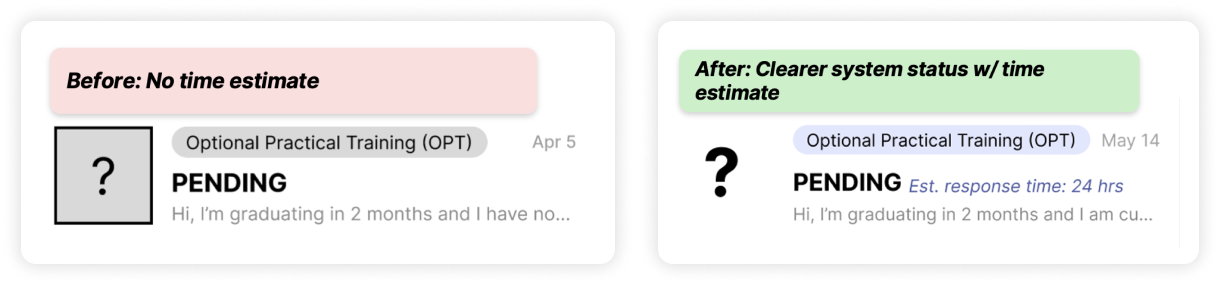 Before: No time estimate
?
Optional Practical Training (OPT) Apr 5
PENDING
Hi, I'm graduating in 2 months and I have no...
After: Clearer system status w/ time
estimate
?
Optional Practical Training (OPT) May 14
PENDING Est. response time: 24 hrs
Hi, I'm graduating in 2 months and I am cu...